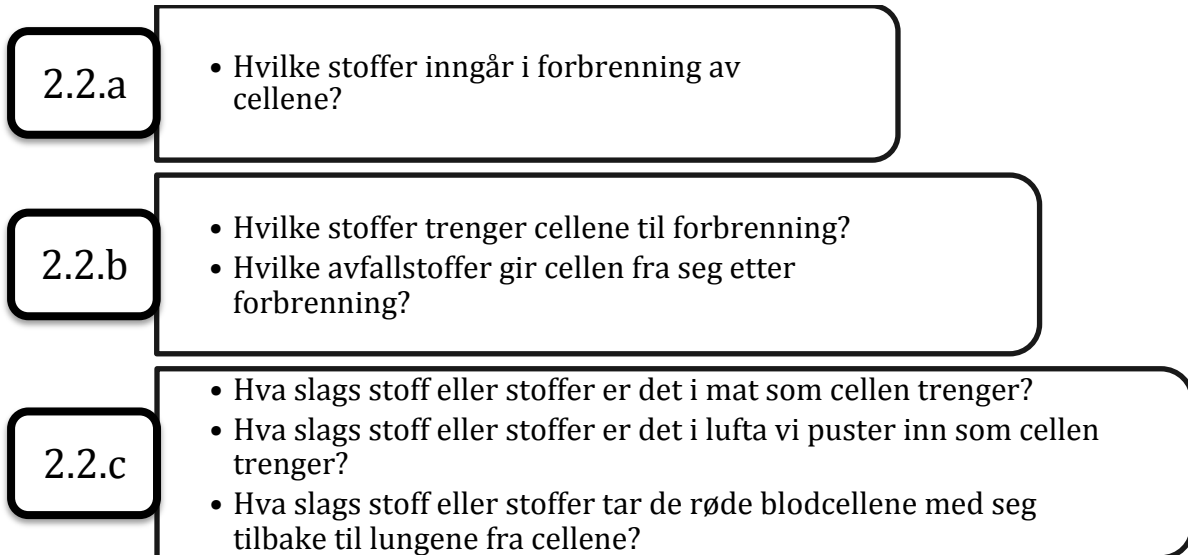 2.2.a
• Hvilke stoffer inngår i forbrenning av
cellene?
2.2.b
• Hvilke stoffer trenger cellene til forbrenning?
• Hvilke avfallstoffer gir cellen fra seg etter
forbrenning?
2.2.c
• Hva slags stoff eller stoffer er det i mat som cellen trenger?
• Hva slags stoff eller stoffer er det i lufta vi puster inn som cellen
trenger?
• Hva slags stoff eller stoffer tar de røde blodcellene med seg
tilbake til lungene fra cellene?